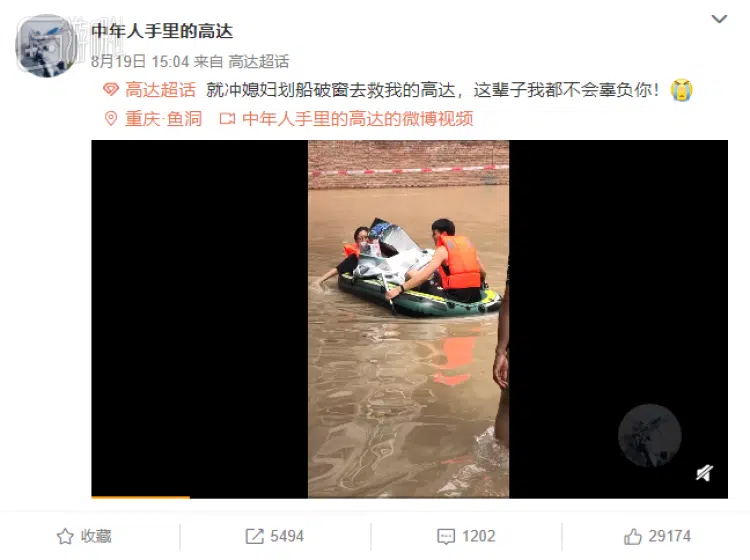 中年人手里的高达
8月19日 15:04 来自 高达超话
高达超话 就冲媳妇划船破窗去救我的高达，这辈子我都不会辜负你！
重庆·鱼洞 中年人手里的高达的微博视频
收藏 5494 1202 29174